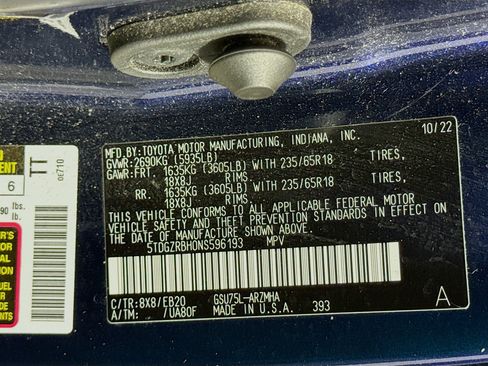 MFD.BY:TOYOTA MOTOR MANUFACTURING, INDIANA, INC. 10/22
GVWR:2690KG (5935LB)
GAWR:FRT. 1635KG (3605LB) WITH 235/65R18 TIRES,
18X8J RIMS
RR. 1635KG (3605LB) WITH 235/65R18 TIRES,
18X8J RIMS
THIS VEHICLE CONFORMS TO ALL APPLICABLE FEDERAL MOTOR
VEHICLE SAFETY AND THEFT PREVENTION STANDARDS IN EFFECT
ON THE DATE OF MANUFACTURE SHOWN ABOVE.
5TDGZRBH0NS596193 MPV
C/TR:8X8/EB20 GSU75L-ARZMHA
A/TM: -/UA80F MADE IN U.S.A. 393 A
TT
0E710
6
90 lbs.